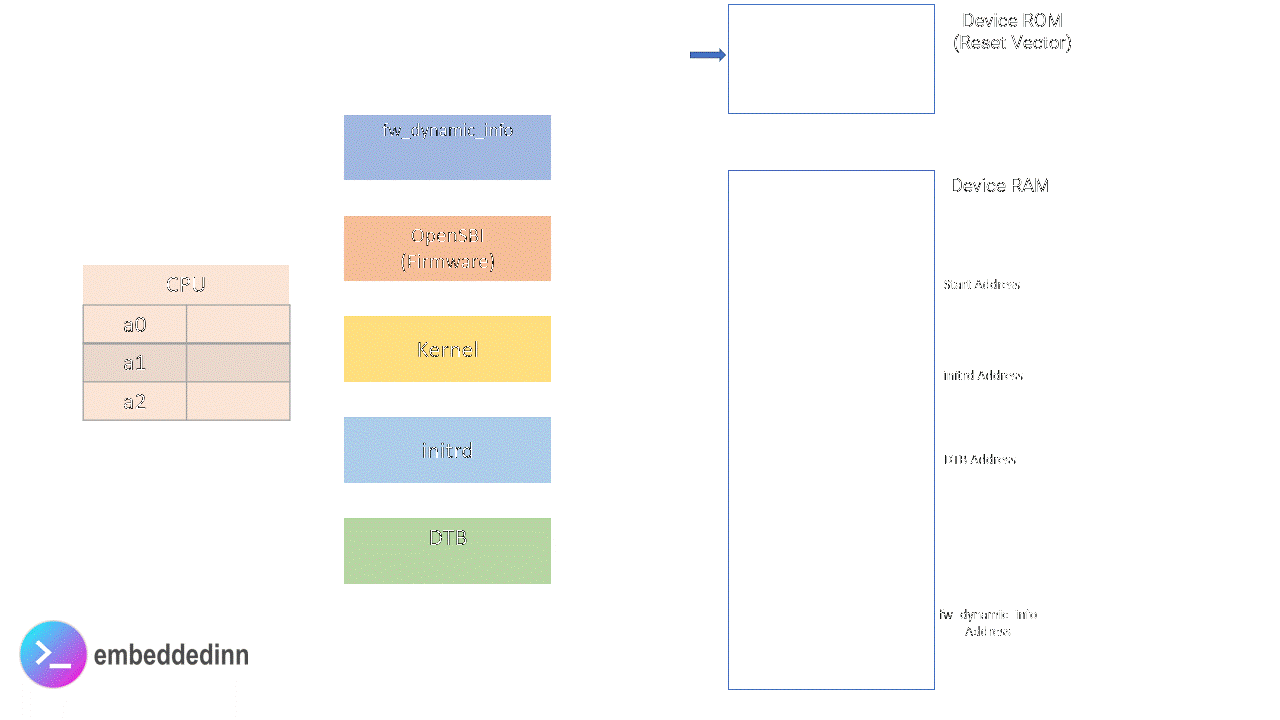 Device ROM
(Reset Vector)
fw_dynamic_info
Device RAM
OpenSBI
(Firmware)
CPU
a0
a1
a2
Start Address
Kernel
initrd Address
initrd
DTB Address
DTB
fw_dynamic_info
Address
embeddedinn